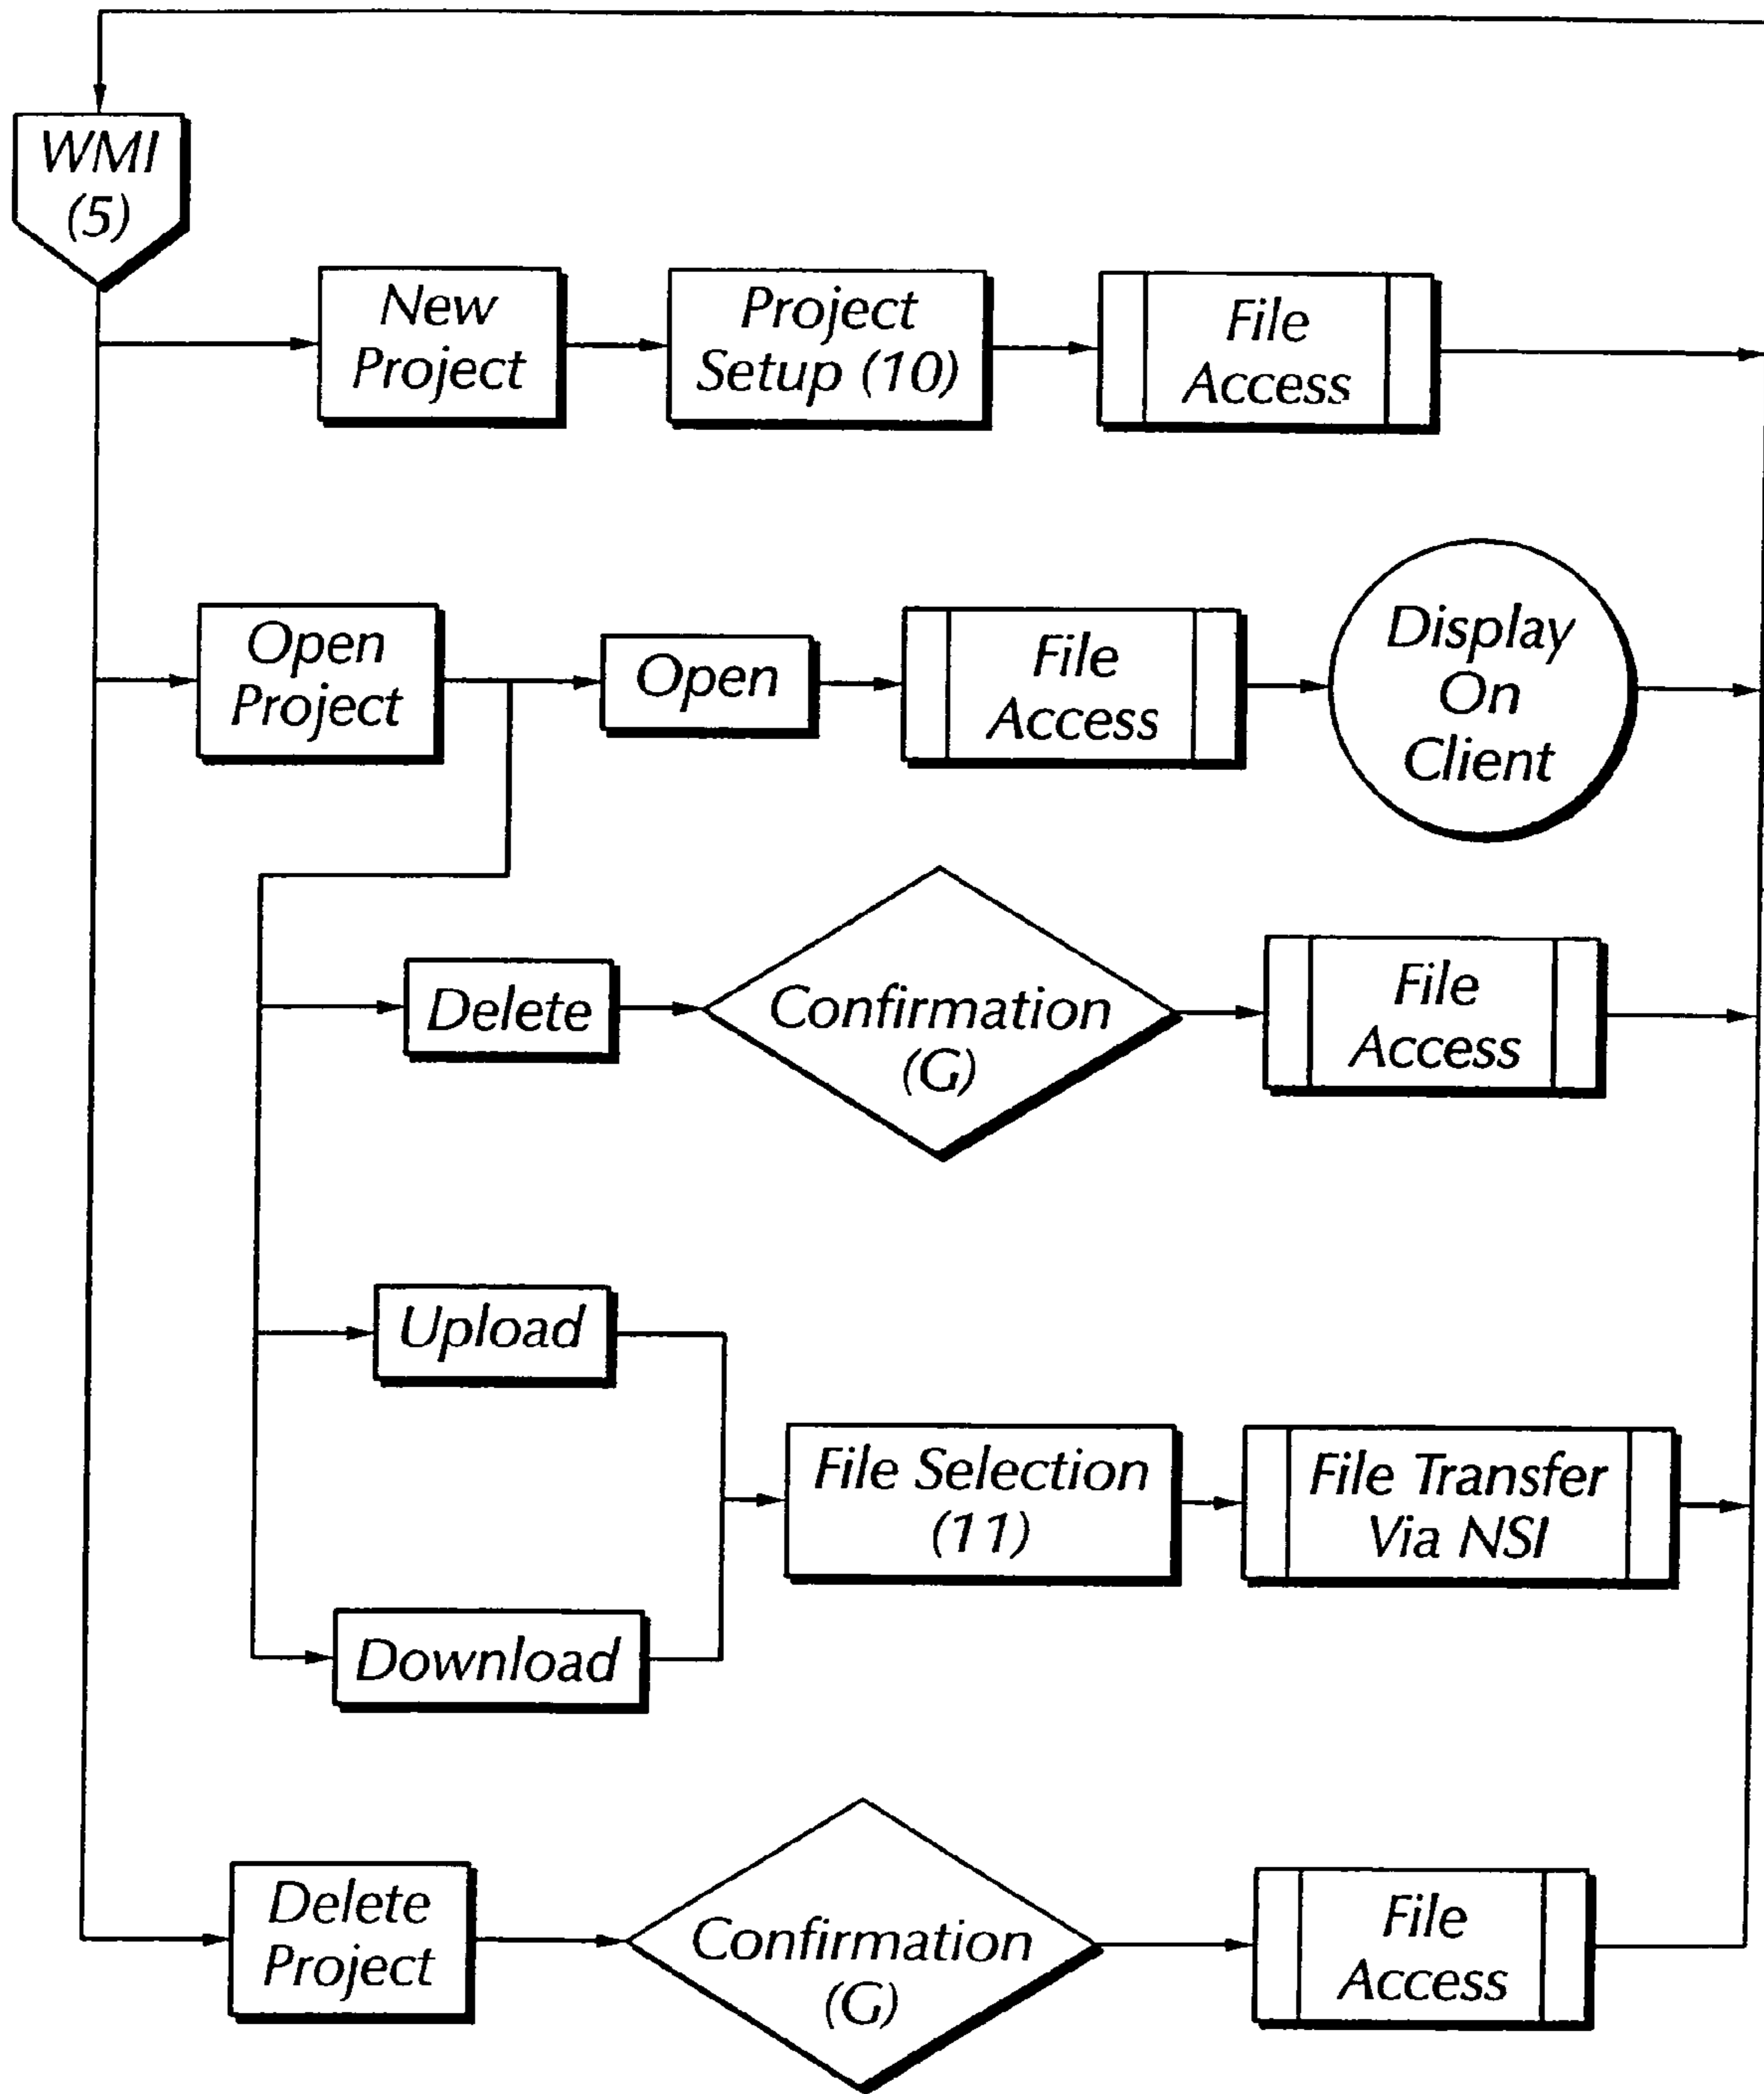 WMI
(5)
New
Project
Project
Setup (10)
File
Access
Open
Project
Open
File
Access
Display
On
Client
Delete
Confirmation
(G)
File
Access
Upload
File Selection
(11)
File Transfer
Via NSI
Download
Delete
Project
Confirmation
(G)
File
Access